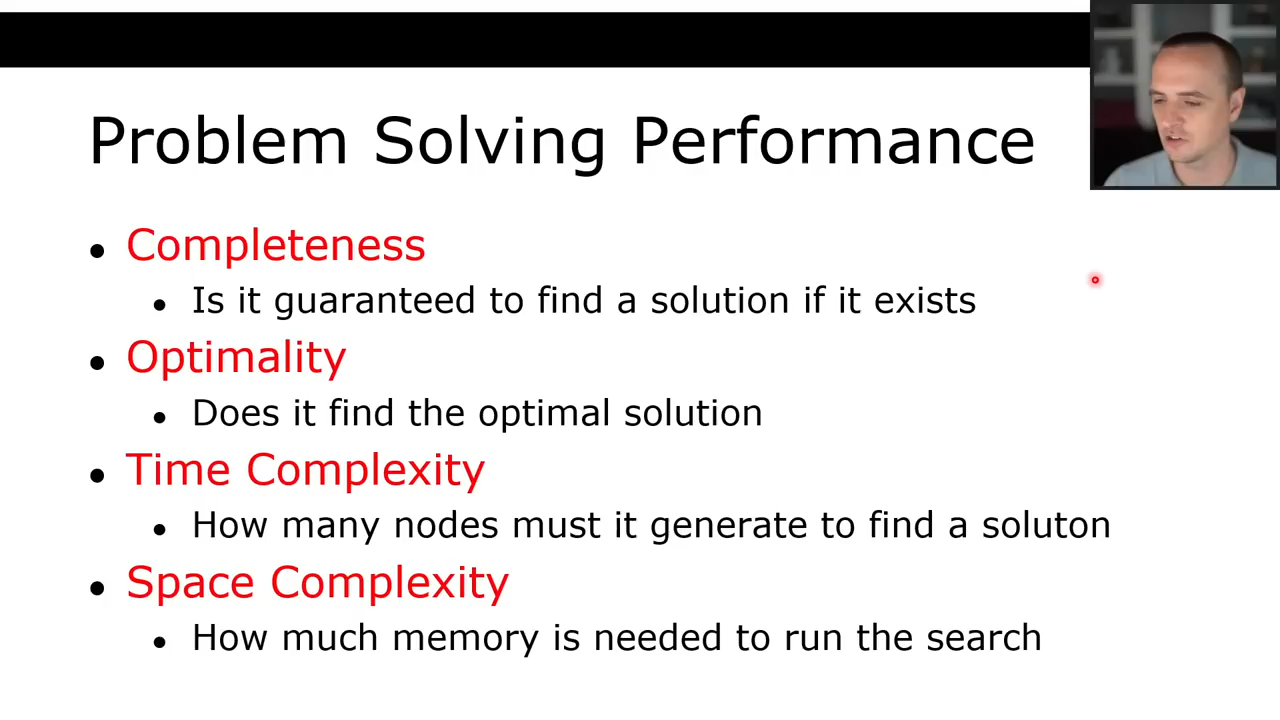 Problem Solving Performance
• Completeness
• Is it guaranteed to find a solution if it exists
• Optimality
• Does it find the optimal solution
• Time Complexity
• How many nodes must it generate to find a soluton
• Space Complexity
• How much memory is needed to run the search